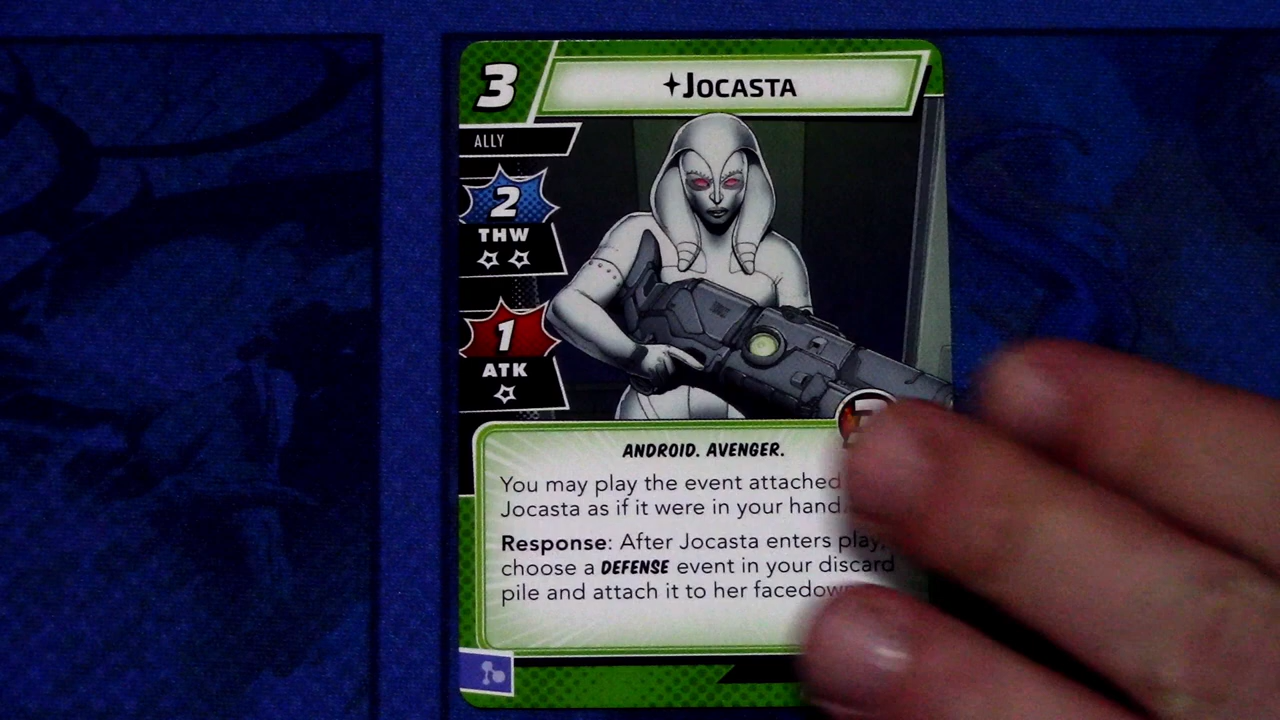 3
Jocasta
ALLY
2
THW
1
ATK
ANDROID. AVENGER.
You may play the event attached
Jocasta as if it were in your hand.
Response: After Jocasta enters play,
choose a DEFENSE event in your discard
pile and attach it to her facedown